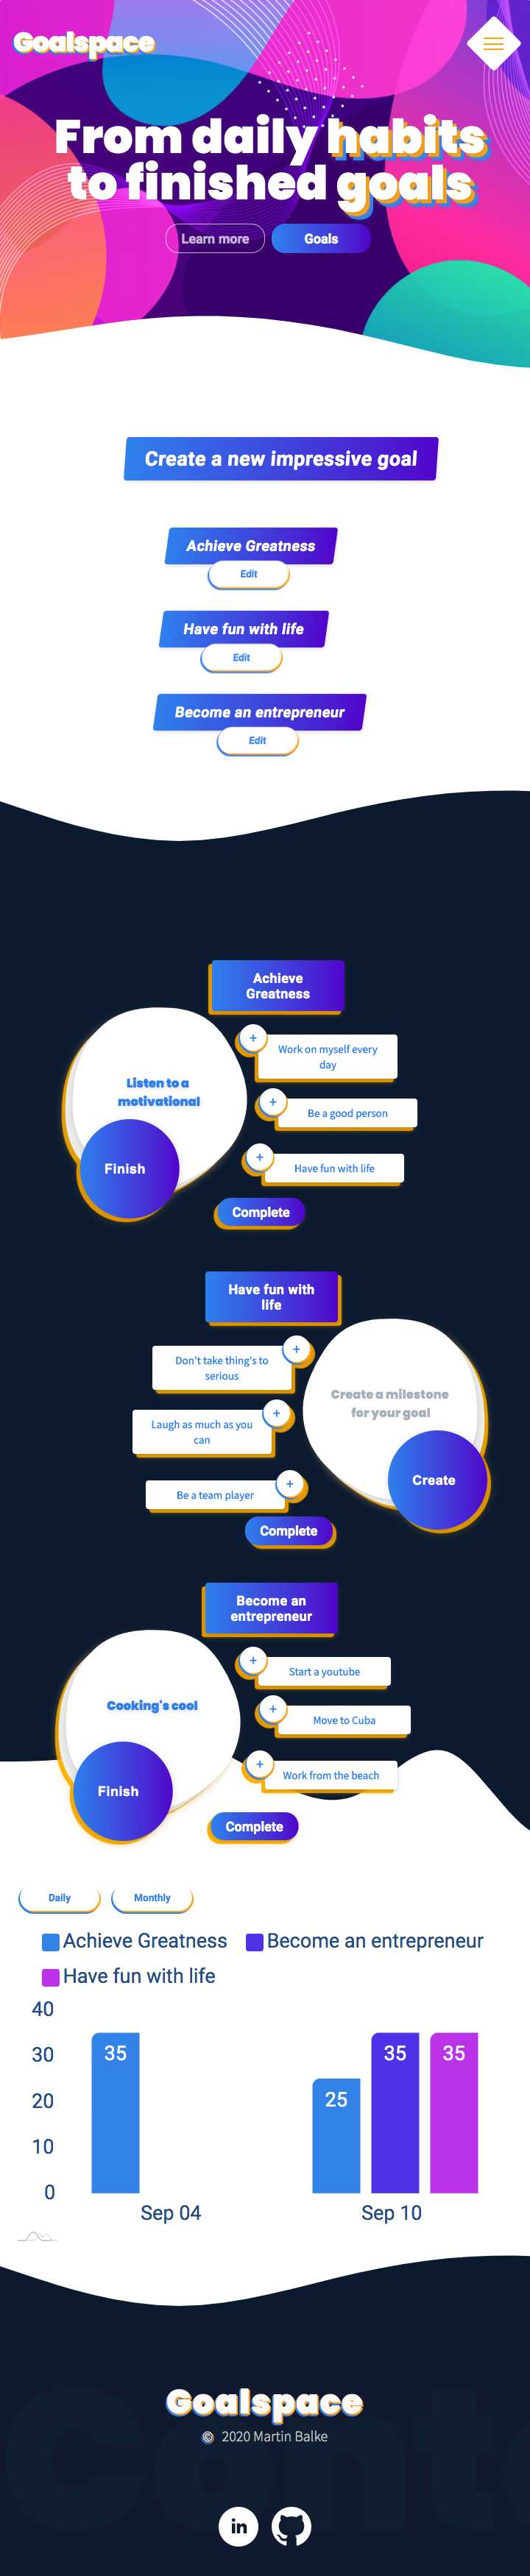 Goalspace
From daily habits
to finished goals
Learn more
Goals
Create a new impressive goal
Achieve Greatness
Edit
Have fun with life
Edit
Become an entrepreneur
Edit
Achieve
Greatness
Listen to a
motivational
Finish
+
Work on myself every
day
+
Be a good person
+
Have fun with life
Complete
Have fun with
life
+
Don't take thing's to
serious
+
Laugh as much as you
can
+
Be a team player
Create a milestone
for your goal
Create
Complete
Become an
entrepreneur
Cooking's cool
Finish
+
Start a youtube
+
Move to Cuba
+
Work from the beach
Complete
Daily
Monthly
Achieve Greatness
Become an entrepreneur
Have fun with life
40
30
20
10
0
35
25
35
35
Sep 04
Sep 10
Goalspace
© 2020 Martin Balke
Cont
in